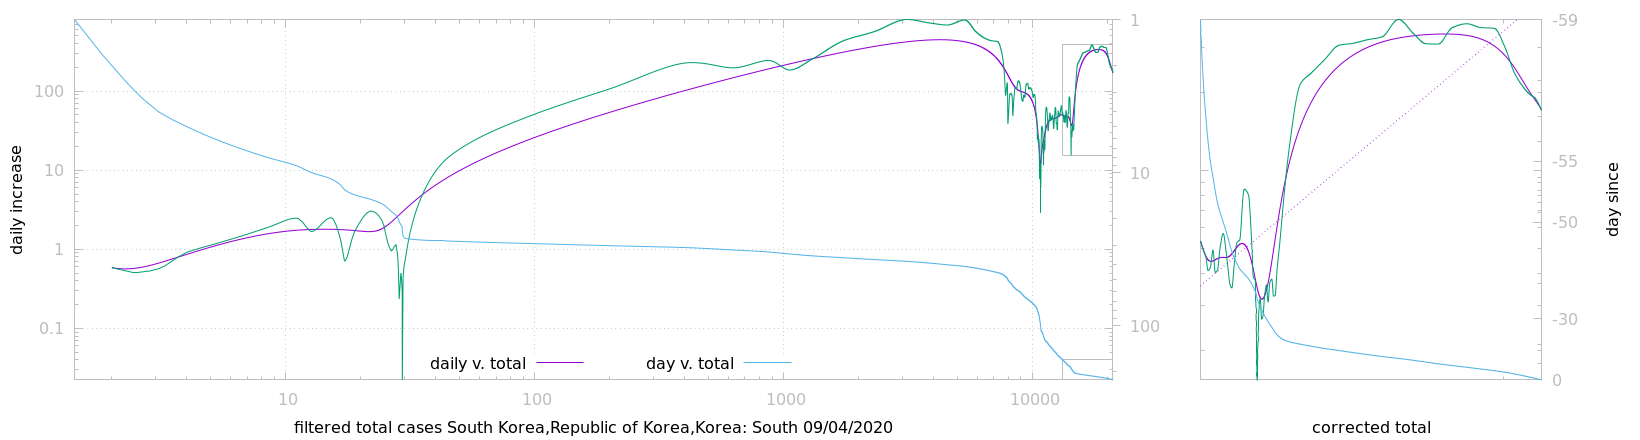 daily increase
100
10
1
0.1
10
100
1000
10000
1
10
100
daily v. total
day v. total
filtered total cases South Korea,Republic of Korea,Korea: South 09/04/2020
-59
-55
-50
-30
0
day since
corrected total